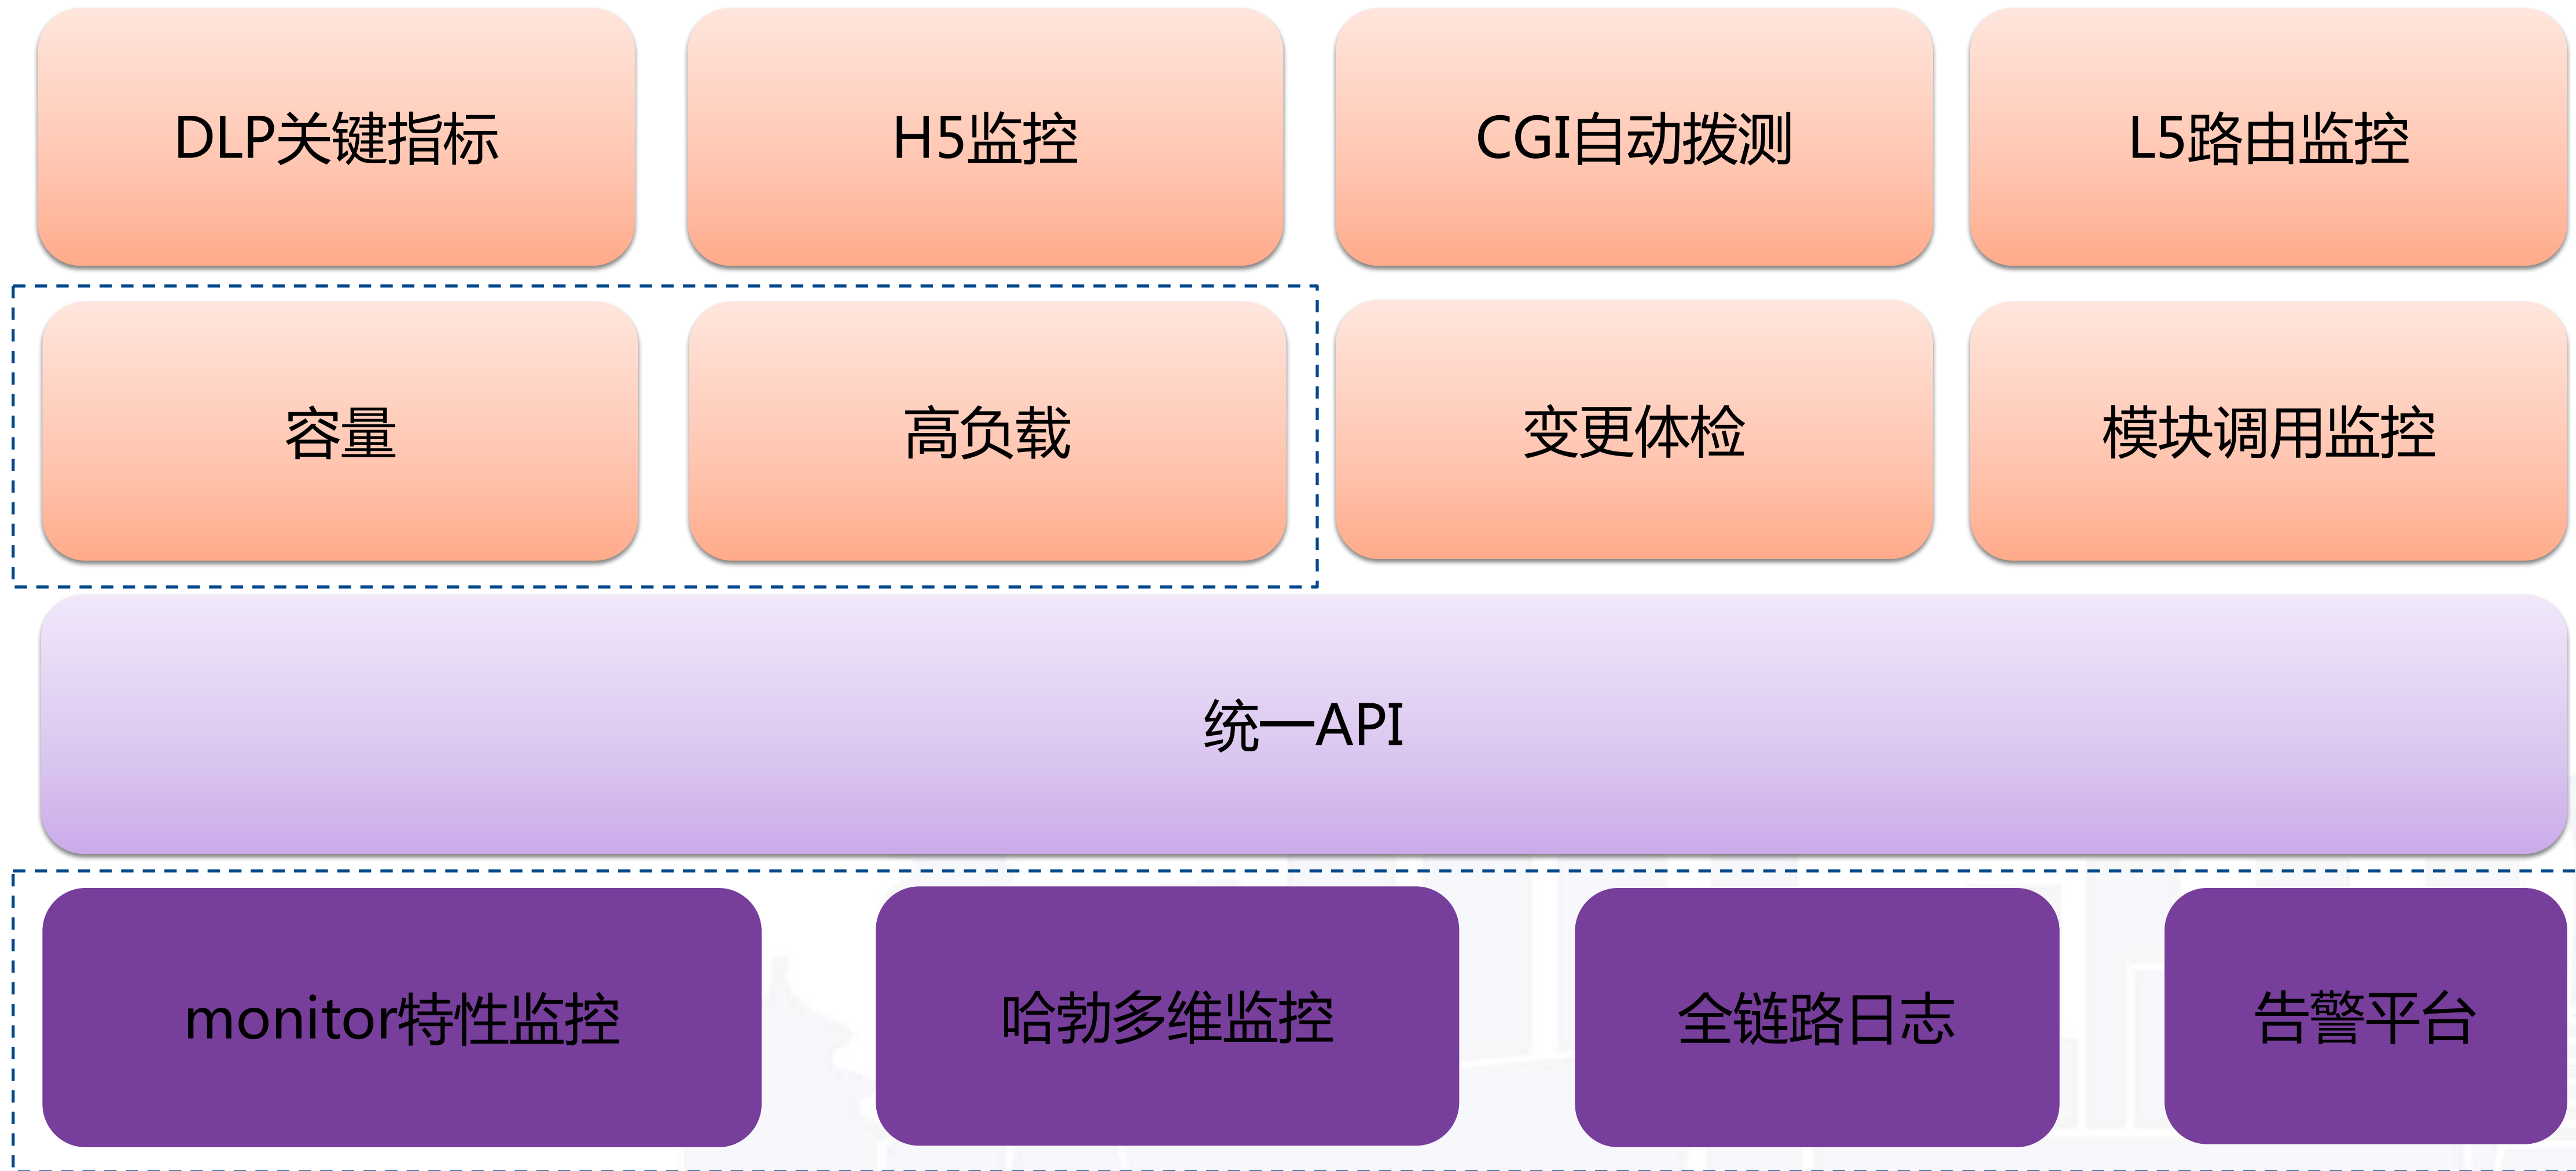 DLP关键指标
H5监控
CGI自动拨测
L5路由监控
容量
高负载
变更体检
模块调用监控
统一API
monitor特性监控
哈勃多维监控
全链路日志
告警平台